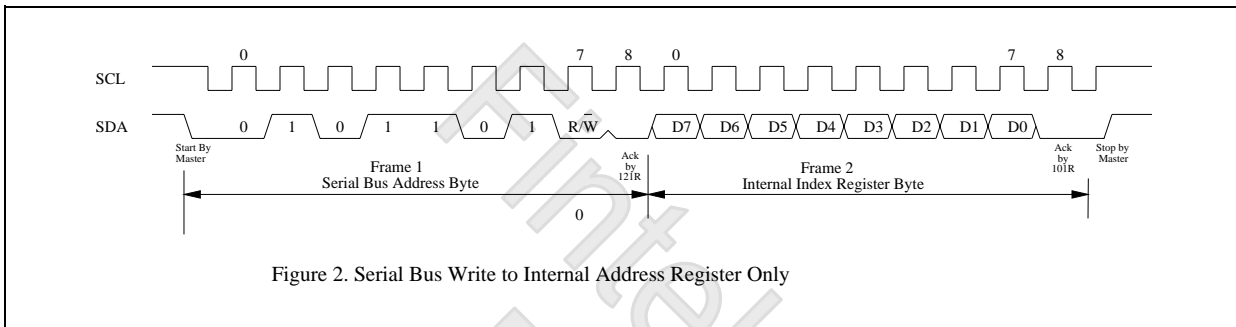 0 7 8 0 7 8
SCL
SDA 0 1 0 1 1 0 1 R/W̅ D7 D6 D5 D4 D3 D2 D1 D0
Start By
Master
Ack
by
121R
Ack
by
101R
Stop by
Master
Frame 1
Serial Bus Address Byte
Frame 2
Internal Index Register Byte
0
Figure 2. Serial Bus Write to Internal Address Register Only
Fintek